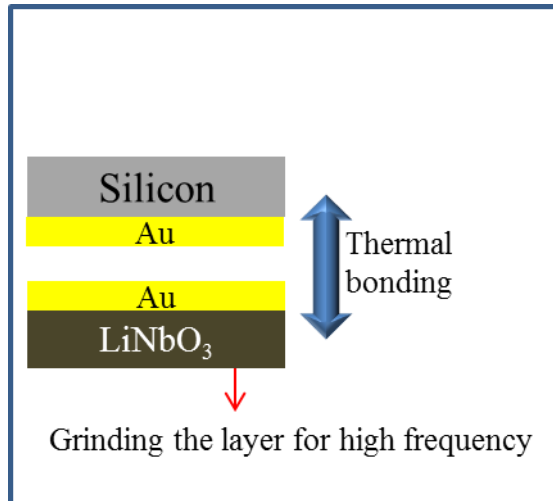 Silicon
Au
Thermal
bonding
Au
LiNbO₃
Grinding the layer for high frequency